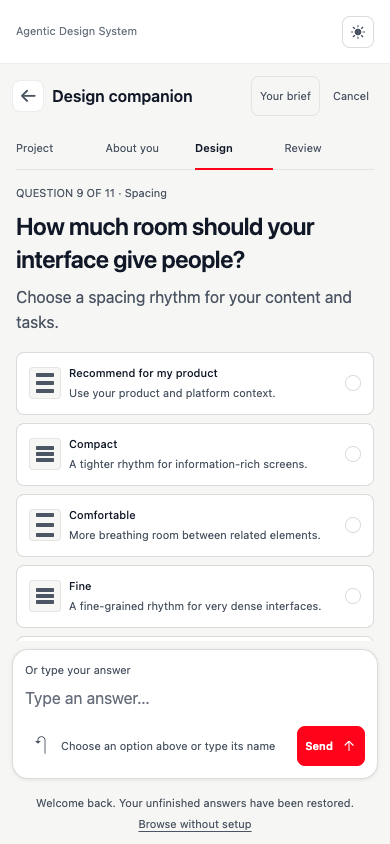 Agentic Design System
Design companion
Your brief
Cancel
Project
About you
Design
Review
QUESTION 9 OF 11 · Spacing
How much room should your
interface give people?
Choose a spacing rhythm for your content and
tasks.
Recommend for my product
Use your product and platform context.
Compact
A tighter rhythm for information-rich screens.
Comfortable
More breathing room between related elements.
Fine
A fine-grained rhythm for very dense interfaces.
Or type your answer
Type an answer...
Choose an option above or type its name
Send
Welcome back. Your unfinished answers have been restored.
Browse without setup